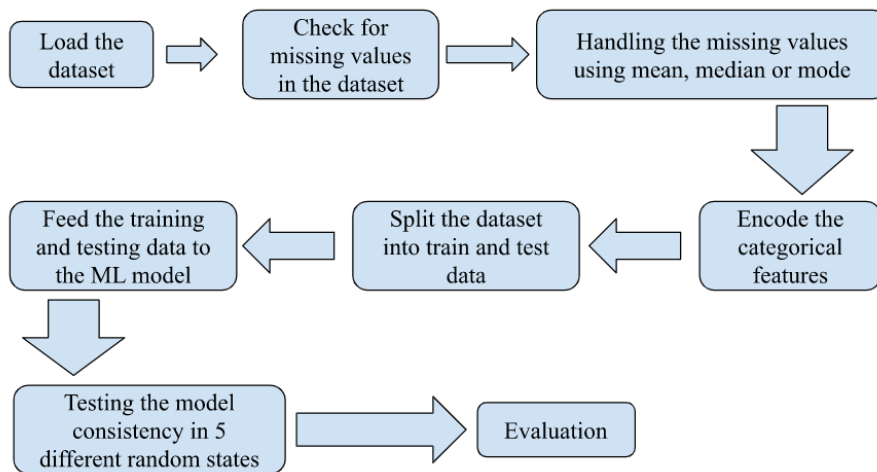 Load the
dataset
Check for
missing values
in the dataset
Handling the missing values
using mean, median or mode
Encode the
categorical
features
Split the dataset
into train and test
data
Feed the training
and testing data to
the ML model
Testing the model
consistency in 5
different random states
Evaluation